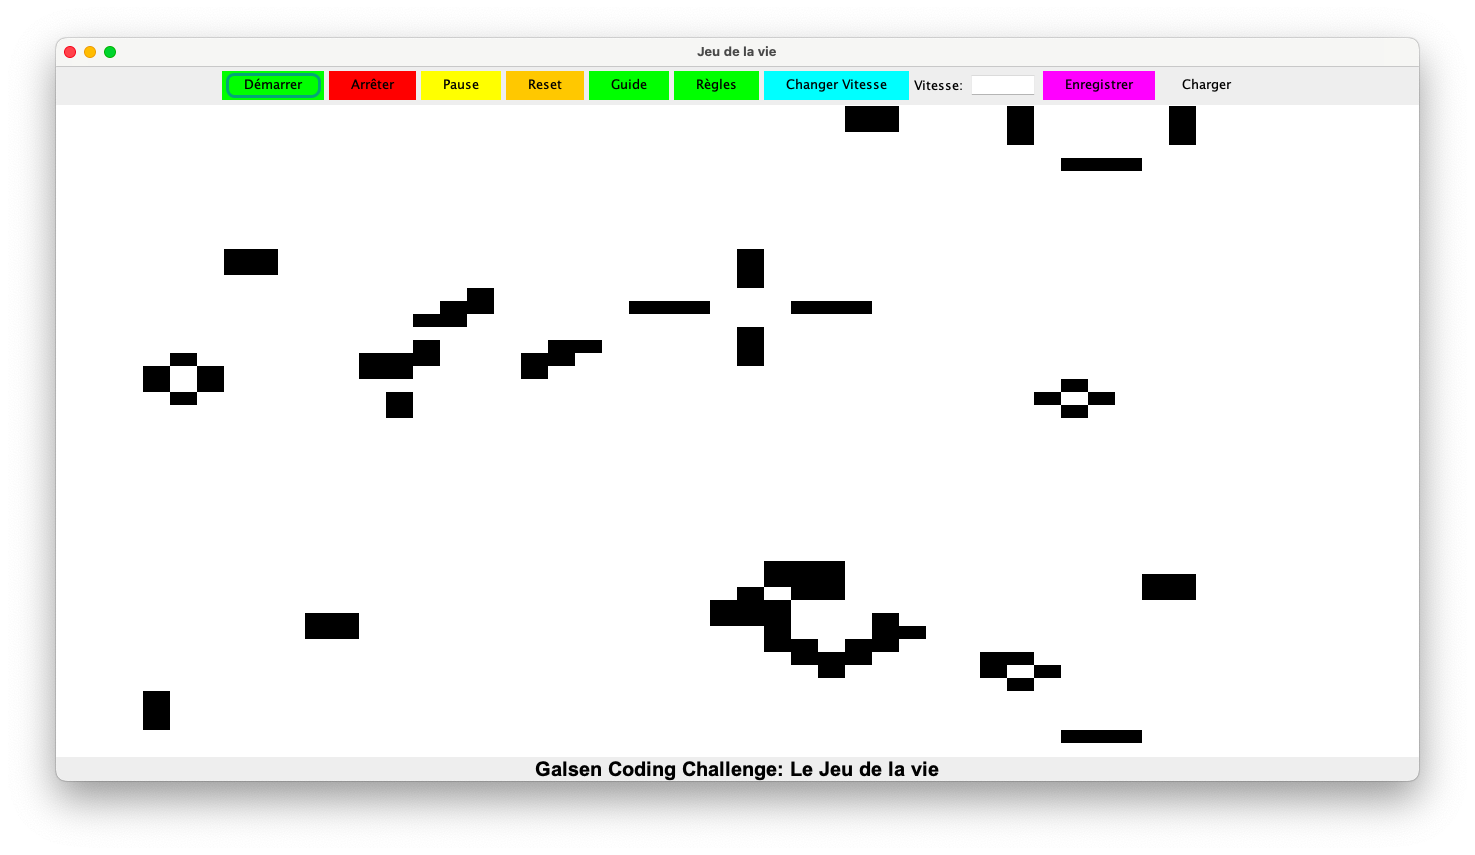 Jeu de la vie
Démarrer Arrêter Pause Reset Guide Règles Changer Vitesse Vitesse: Enregistrer Charger
Galsen Coding Challenge: Le Jeu de la vie